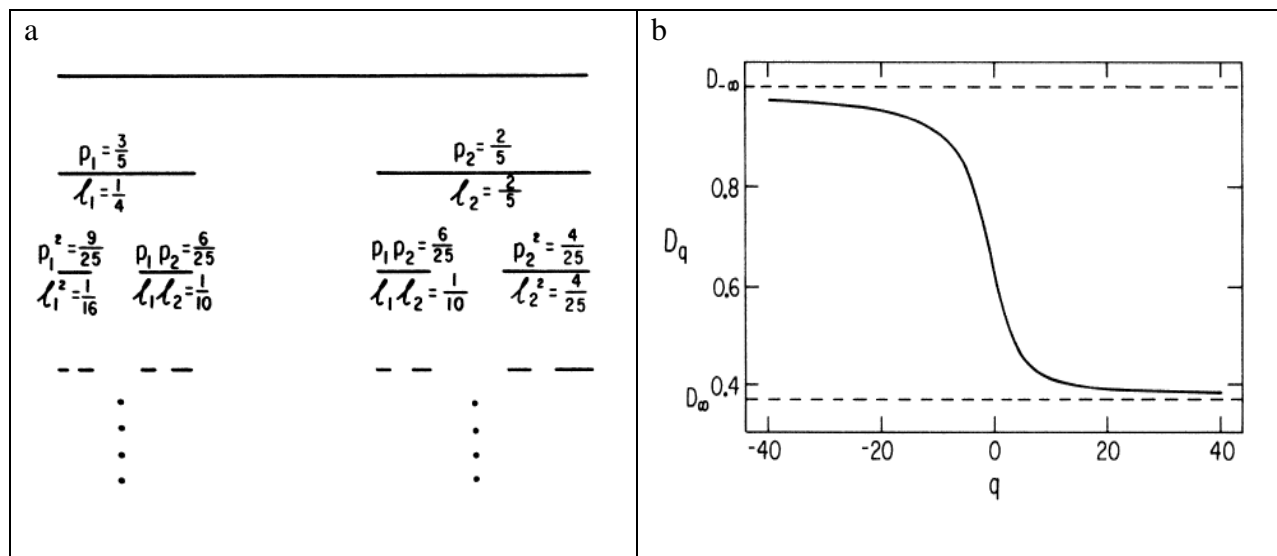 a
p₁ = 3/5 p₂ = 2/5
ℓ₁ = 1/4 ℓ₂ = 2/5
p₁² = 9/25 p₁ p₂ = 6/25 p₁ p₂ = 6/25 p₂² = 4/25
ℓ₁² = 1/16 ℓ₁ ℓ₂ = 1/10 ℓ₁ ℓ₂ = 1/10 ℓ₂² = 4/25
b
D₋∞
0.8
D_q
0.6
0.4
D∞
-40 -20 0 20 40
q